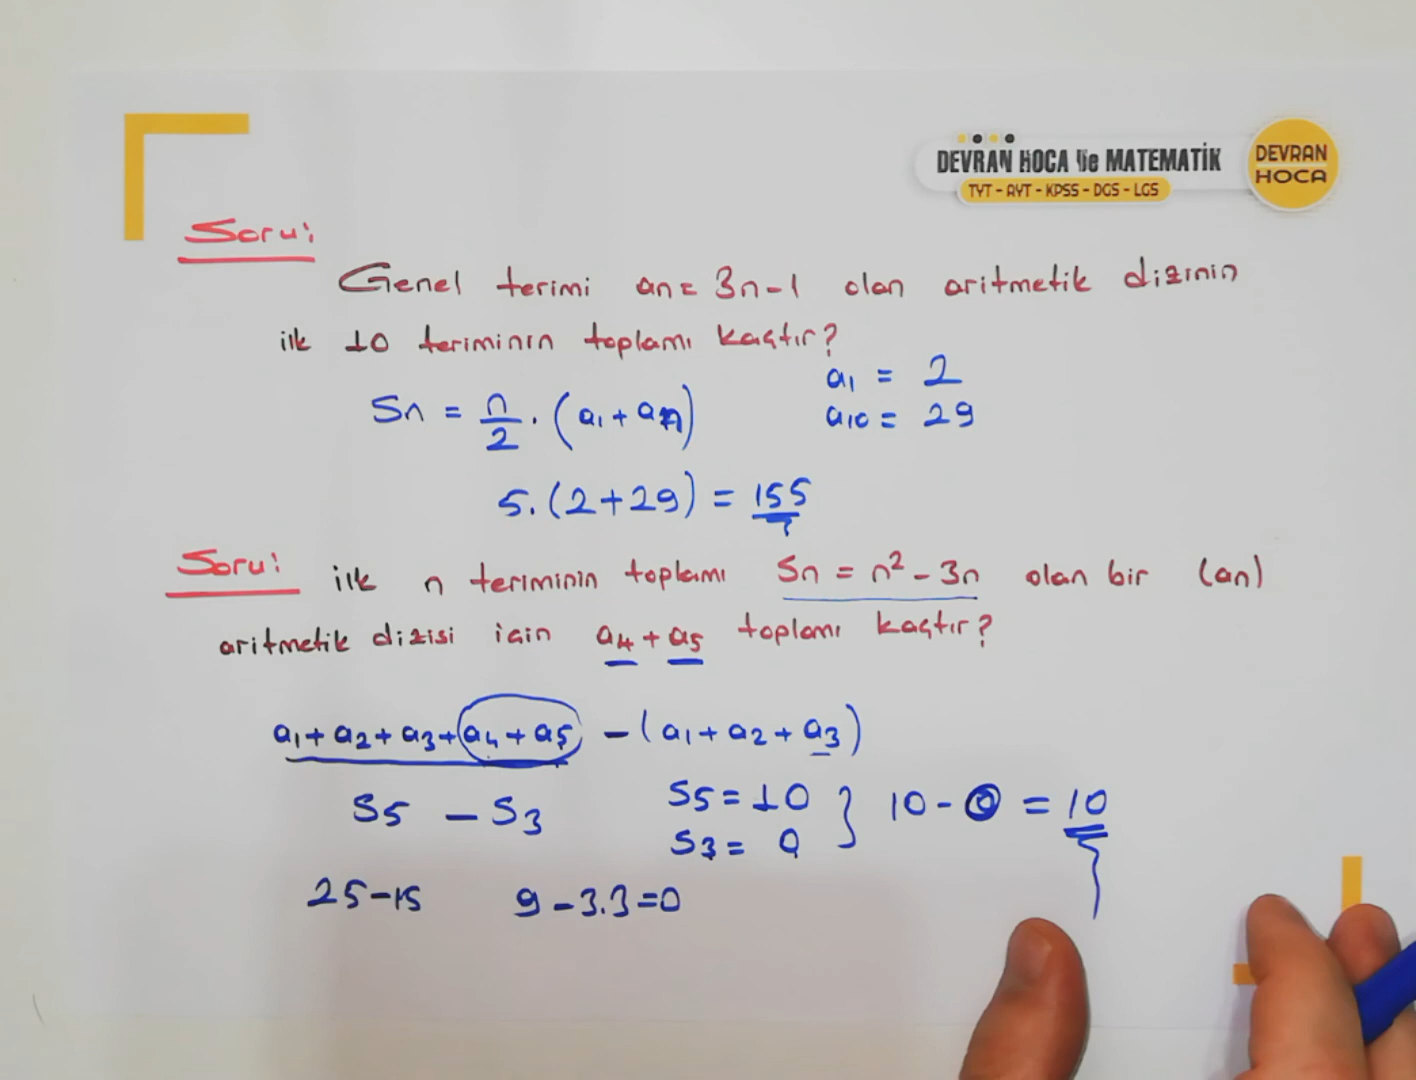 DEVRAN HOCA ile MATEMATİK
TYT - AYT - KPSS - DGS - LGS
DEVRAN
HOCA
Soru:
Genel terimi an = 3n-1 olan aritmetik dizinin
ilk 10 teriminin toplamı kaçtır?
Sn = n/2 . (a1 + an)
a1 = 2
a10 = 29
5.(2+29) = 155
Soru: ilk n teriminin toplamı Sn = n² - 3n olan bir (an)
aritmetik dizisi için a4 + a5 toplamı kaçtır?
a1 + a2 + a3 + a4 + a5 - (a1 + a2 + a3)
S5 - S3
S5 = 10
S3 = 0
} 10 - 0 = 10
25-15 9-3.3=0